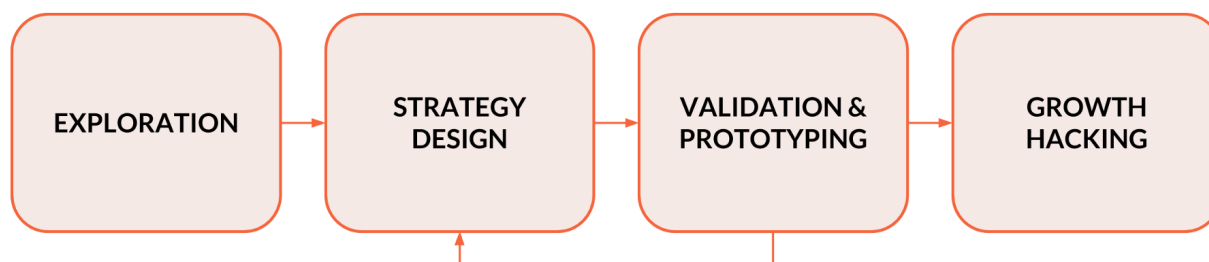 EXPLORATION
STRATEGY
DESIGN
VALIDATION &
PROTOTYPING
GROWTH
HACKING